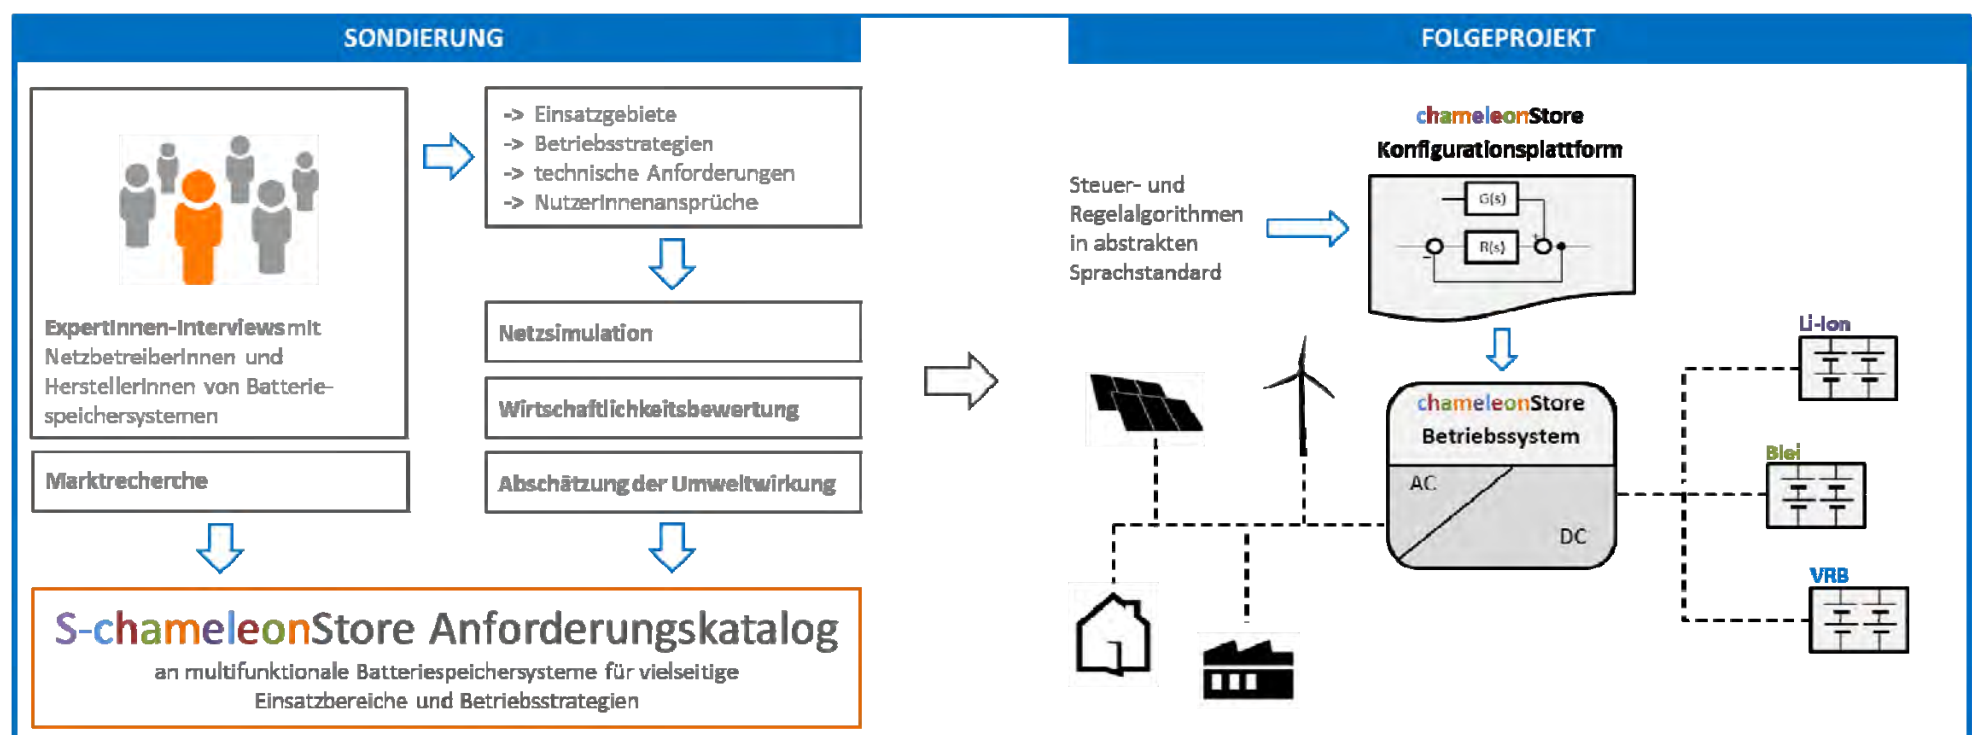 SONDIERUNG
ExpertInnen-Interviews mit
NetzbetreiberInnen und
HerstellerInnen von Batterie-
speichersystemen
Marktrecherche
-> Einsatzgebiete
-> Betriebsstrategien
-> technische Anforderungen
-> NutzerInnenansprüche
Netzsimulation
Wirtschaftlichkeitsbewertung
Abschätzung der Umweltwirkung
S-chameleonStore Anforderungskatalog
an multifunktionale Batteriespeichersysteme für vielseitige
Einsatzbereiche und Betriebsstrategien
FOLGEPROJEKT
chameleonStore
Konfigurationsplattform
Steuer- und
Regelalgorithmen
in abstrakten
Sprachstandard
G(s)
R(s)
+
-
chameleonStore
Betriebssystem
AC
DC
Li-Ion
Blei
VRB